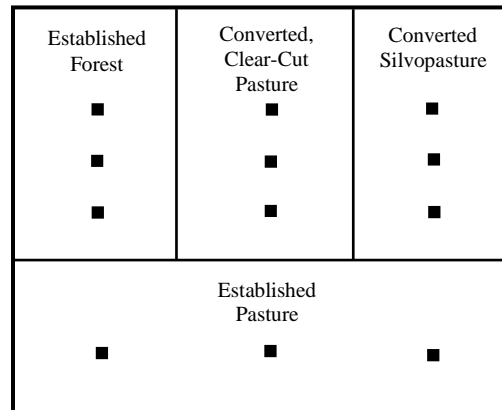 Established
Forest
Converted,
Clear-Cut
Pasture
Converted
Silvopasture
Established
Pasture